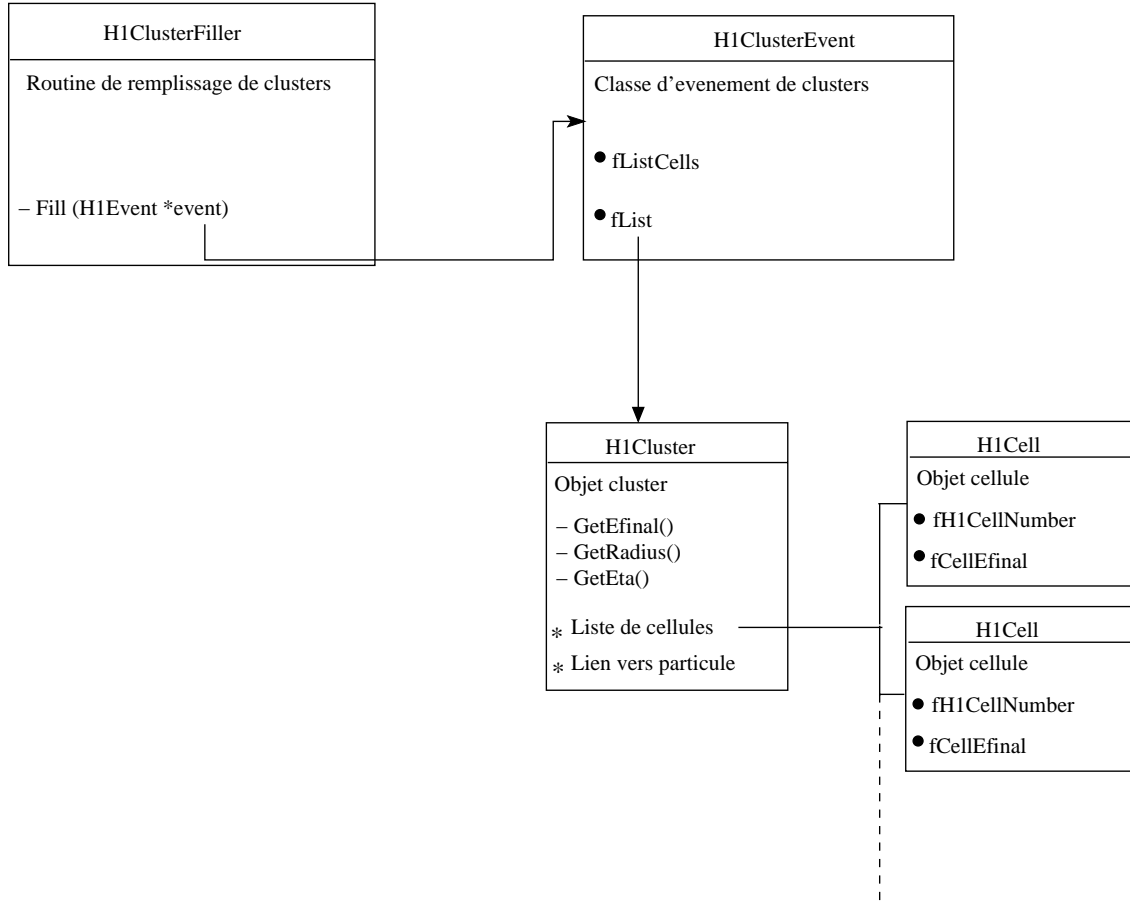 H1ClusterFiller
Routine de remplissage de clusters
– Fill (H1Event *event)
H1ClusterEvent
Classe d'evenement de clusters
● fListCells
● fList
H1Cluster
Objet cluster
– GetEfinal()
– GetRadius()
– GetEta()
* Liste de cellules
* Lien vers particule
H1Cell
Objet cellule
● fH1CellNumber
● fCellEfinal
H1Cell
Objet cellule
● fH1CellNumber
● fCellEfinal